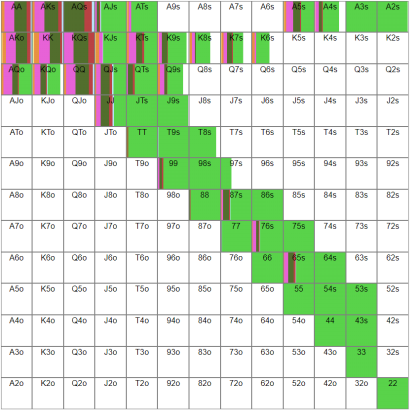 AA AKs AQs AJs ATs A9s A8s A7s A6s A5s A4s A3s A2s
AKo KK KQs KJs KTs K9s K8s K7s K6s K5s K4s K3s K2s
AQo KQo QQ QJs QTs Q9s Q8s Q7s Q6s Q5s Q4s Q3s Q2s
AJo KJo QJo JJ JTs J9s J8s J7s J6s J5s J4s J3s J2s
ATo KTo QTo JTo TT T9s T8s T7s T6s T5s T4s T3s T2s
A9o K9o Q9o J9o T9o 99 98s 97s 96s 95s 94s 93s 92s
A8o K8o Q8o J8o T8o 98o 88 87s 86s 85s 84s 83s 82s
A7o K7o Q7o J7o T7o 97o 87o 77 76s 75s 74s 73s 72s
A6o K6o Q6o J6o T6o 96o 86o 76o 66 65s 64s 63s 62s
A5o K5o Q5o J5o T5o 95o 85o 75o 65o 55 54s 53s 52s
A4o K4o Q4o J4o T4o 94o 84o 74o 64o 54o 44 43s 42s
A3o K3o Q3o J3o T3o 93o 83o 73o 63o 53o 43o 33 32s
A2o K2o Q2o J2o T2o 92o 82o 72o 62o 52o 42o 32o 22